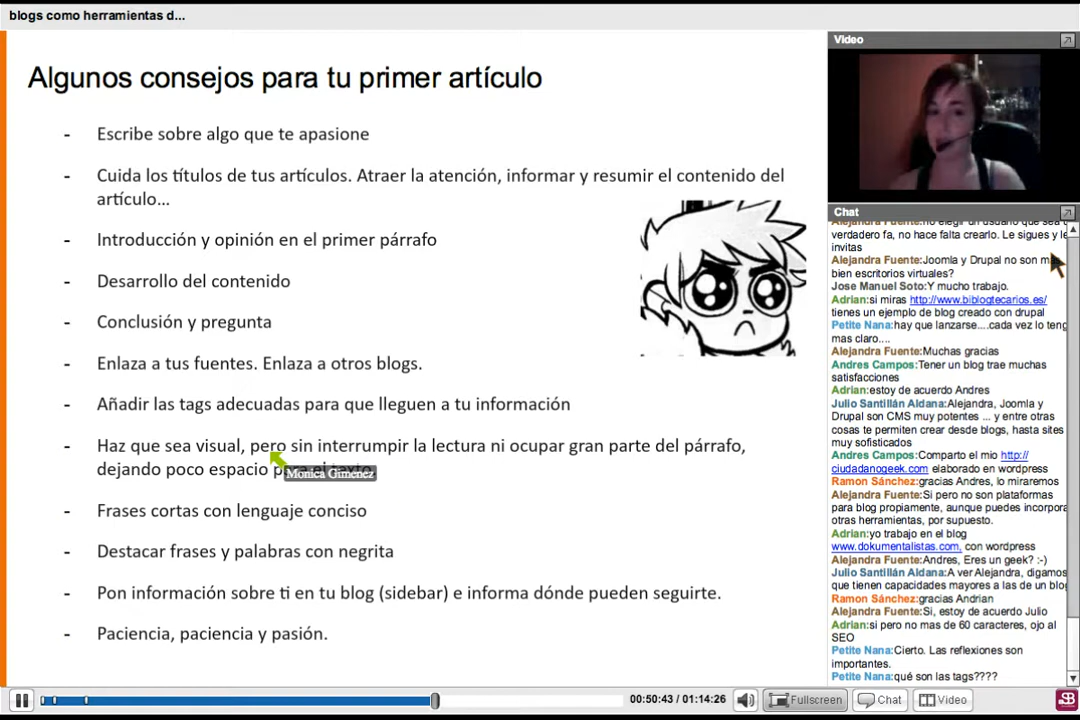 blogs como herramientas d...
Algunos consejos para tu primer artículo
- Escribe sobre algo que te apasione
- Cuida los títulos de tus artículos. Atraer la atención, informar y resumir el contenido del
artículo...
- Introducción y opinión en el primer párrafo
- Desarrollo del contenido
- Conclusión y pregunta
- Enlaza a tus fuentes. Enlaza a otros blogs.
- Añadir las tags adecuadas para que lleguen a tu información
- Haz que sea visual, pero sin interrumpir la lectura ni ocupar gran parte del párrafo,
dejando poco espacio para el texto.
Monica Gimenez
- Frases cortas con lenguaje conciso
- Destacar frases y palabras con negrita
- Pon información sobre ti en tu blog (sidebar) e informa dónde pueden seguirte.
- Paciencia, paciencia y pasión.
Video
Chat
Alejandra Fuente:no elegir un usuario que sea
verdadero fa, no hace falta crearlo. Le sigues y le
invitas
Alejandra Fuente:Joomla y Drupal no son mas
bien escritorios virtuales?
Jose Manuel Soto:Y mucho trabajo.
Adrian:si miras http://www.biblogtecarios.es/
tienes un ejemplo de blog creado con drupal
Petite Nana:hay que lanzarse....cada vez lo teng
mas claro....
Alejandra Fuente:Muchas gracias
Andres Campos:Tener un blog trae muchas
satisfacciones
Adrian:estoy de acuerdo Andres
Julio Santillán Aldana:Alejandra, Joomla y
Drupal son CMS muy potentes ... y entre otras
cosas te permiten crear desde blogs, hasta sites
muy sofisticados
Andres Campos:Comparto el mio http://
ciudadanogeek.com elaborado en wordpress
Ramon Sánchez:gracias Andres, lo miraremos
Alejandra Fuente:Si pero no son plataformas
para blog propiamente, aunque puedes incorpora
otras herramientas, por supuesto.
Adrian:yo trabajo en el blog
www.dokumentalistas.com, con wordpress
Alejandra Fuente:Andres, Eres un geek? :-)
Julio Santillán Aldana:A ver Alejandra, digamos
que tienen capacidades mayores a las de un blog
Ramon Sánchez:gracias Andrian
Alejandra Fuente:Si, estoy de acuerdo Julio
Adrian:si pero no mas de 60 caracteres, ojo al
SEO
Petite Nana:Cierto. Las reflexiones son
importantes.
Petite Nana:qué son las tags????
00:50:43 / 01:14:26
Fullscreen
Chat
Video
SB